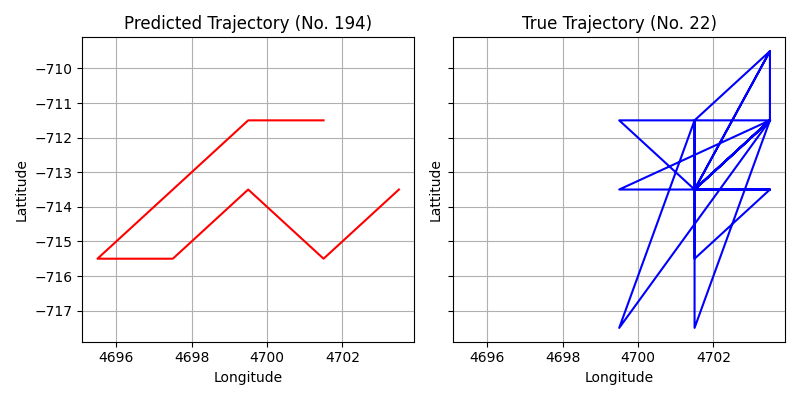 Predicted Trajectory (No. 194)
Lattitude
−710
−711
−712
−713
−714
−715
−716
−717
4696 4698 4700 4702
Longitude
True Trajectory (No. 22)
Lattitude
4696 4698 4700 4702
Longitude